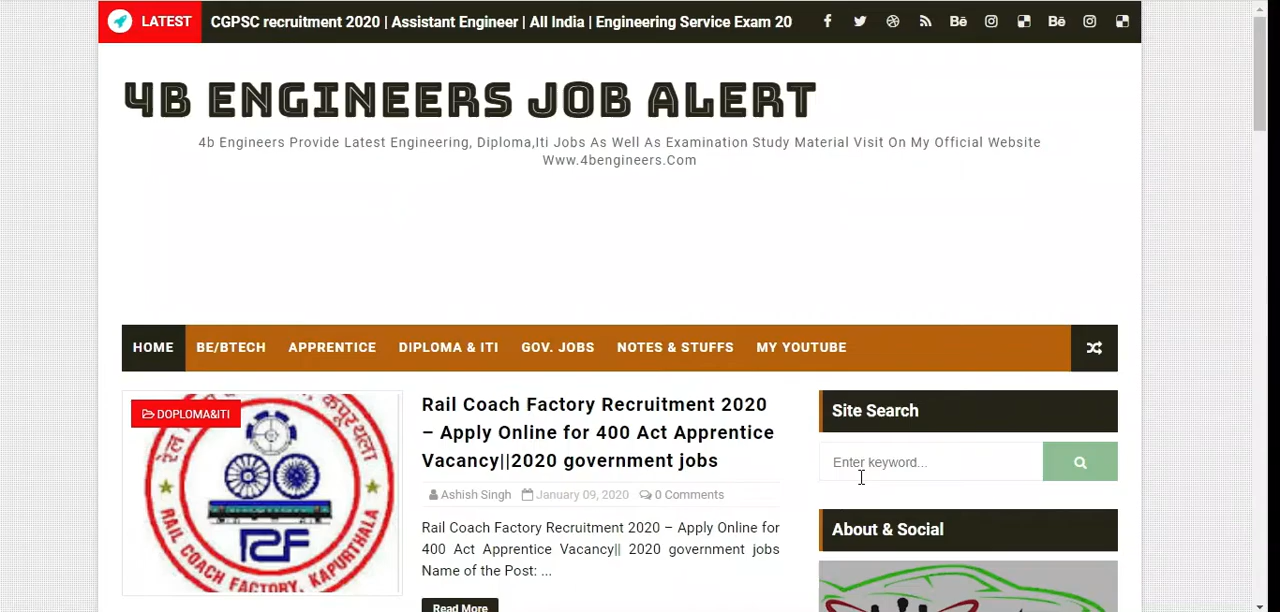 LATEST
CGPSC recruitment 2020 | Assistant Engineer | All India | Engineering Service Exam 20
4B ENGINEERS JOB ALERT
4b Engineers Provide Latest Engineering, Diploma,Iti Jobs As Well As Examination Study Material Visit On My Official Website
Www.4bengineers.Com
HOME BE/BTECH APPRENTICE DIPLOMA & ITI GOV. JOBS NOTES & STUFFS MY YOUTUBE
DOPLOMA&ITI
रेल कोच फैक्टरी कपूरथला
RAIL COACH FACTORY, KAPURTHALA
RCF
Rail Coach Factory Recruitment 2020
– Apply Online for 400 Act Apprentice
Vacancy||2020 government jobs
Ashish Singh January 09, 2020 0 Comments
Rail Coach Factory Recruitment 2020 – Apply Online for
400 Act Apprentice Vacancy|| 2020 government jobs
Name of the Post: ...
Read More
Site Search
Enter keyword...
About & Social